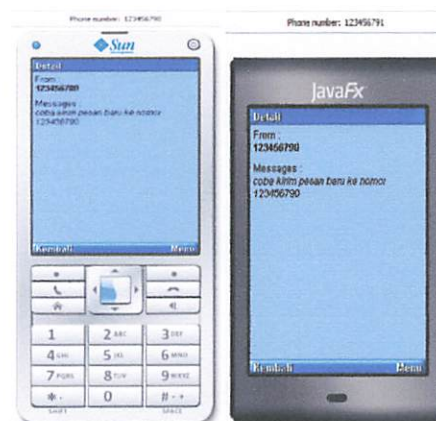 Phone number: 123456790
Sun
Detail
From :
123456789
Messages :
coba kirim pesan baru ke nomor
123456790
Kembali
Menu
1
2 ABC
3 DEF
4 GHI
5 JKL
6 MNO
7 PQRS
8 TUV
9 WXYZ
* .
0
# - +
SHIFT
SPACE
Phone number: 123456791
JavaFx
Detail
From :
123456790
Messages :
coba kirim pesan baru ke nomor
123456790
Kembali
Menu